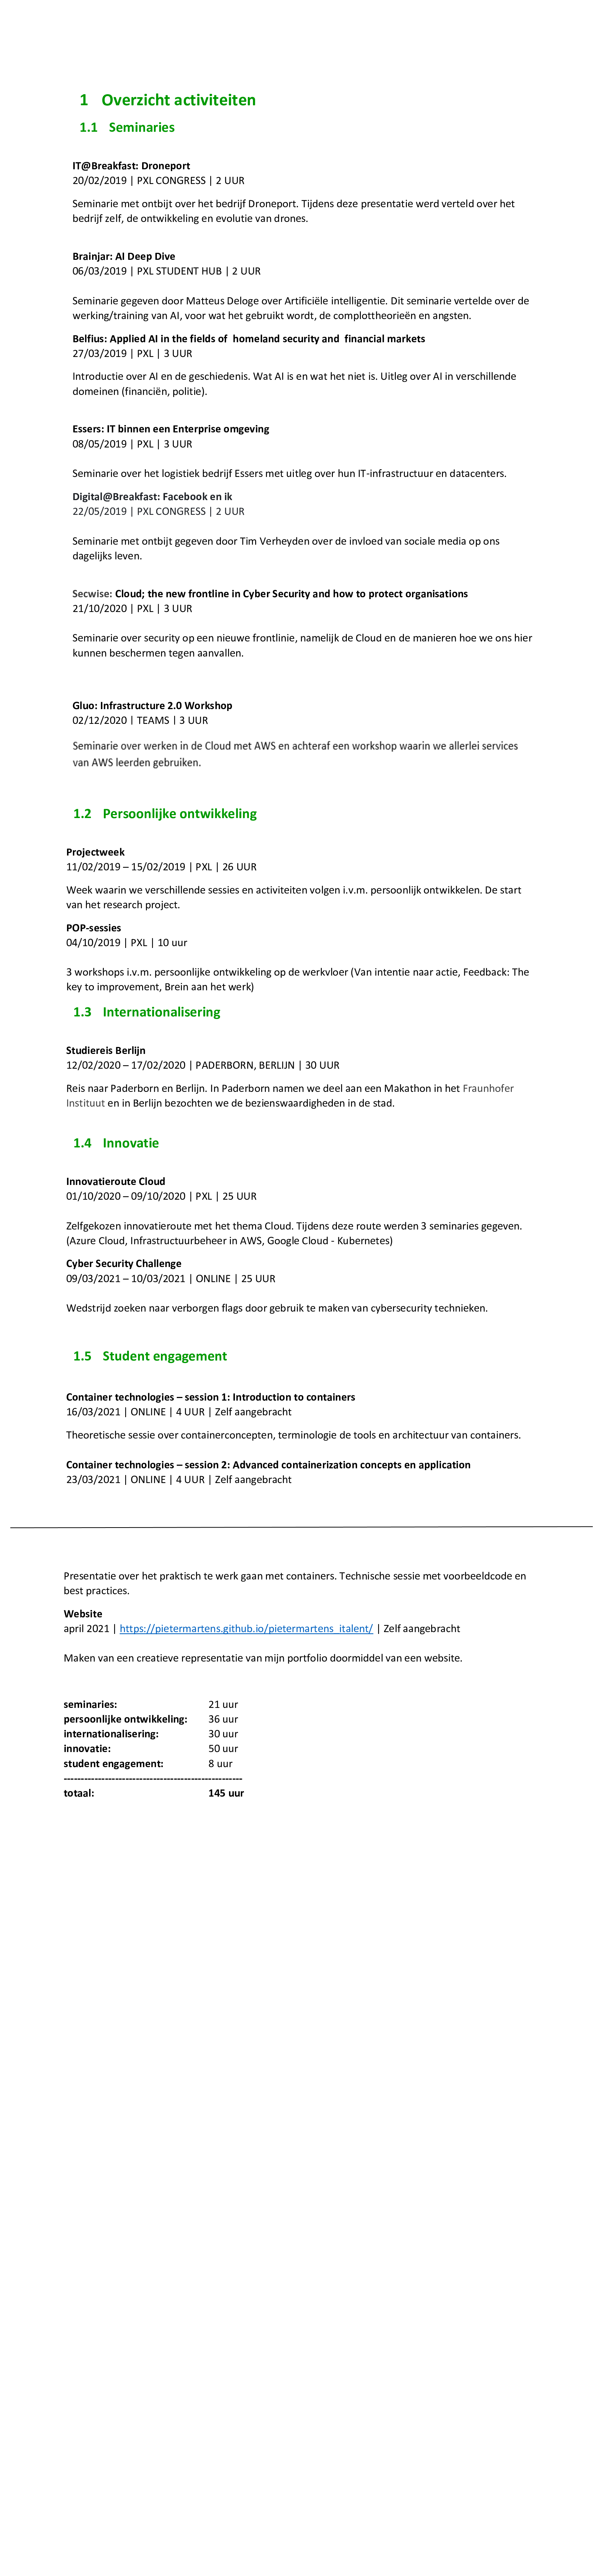 1 Overzicht activiteiten
1.1 Seminaries
IT@Breakfast: Droneport
20/02/2019 | PXL CONGRESS | 2 UUR
Seminarie met ontbijt over het bedrijf Droneport. Tijdens deze presentatie werd verteld over het
bedrijf zelf, de ontwikkeling en evolutie van drones.
Brainjar: AI Deep Dive
06/03/2019 | PXL STUDENT HUB | 2 UUR
Seminarie gegeven door Matteus Deloge over Artificiële intelligentie. Dit seminarie vertelde over de
werking/training van AI, voor wat het gebruikt wordt, de complottheorieën en angsten.
Belfius: Applied AI in the fields of  homeland security and  financial markets
27/03/2019 | PXL | 3 UUR
Introductie over AI en de geschiedenis. Wat AI is en wat het niet is. Uitleg over AI in verschillende
domeinen (financiën, politie).
Essers: IT binnen een Enterprise omgeving
08/05/2019 | PXL | 3 UUR
Seminarie over het logistiek bedrijf Essers met uitleg over hun IT-infrastructuur en datacenters.
Digital@Breakfast: Facebook en ik
22/05/2019 | PXL CONGRESS | 2 UUR
Seminarie met ontbijt gegeven door Tim Verheyden over de invloed van sociale media op ons
dagelijks leven.
Secwise: Cloud; the new frontline in Cyber Security and how to protect organisations
21/10/2020 | PXL | 3 UUR
Seminarie over security op een nieuwe frontlinie, namelijk de Cloud en de manieren hoe we ons hier
kunnen beschermen tegen aanvallen.
Gluo: Infrastructure 2.0 Workshop
02/12/2020 | TEAMS | 3 UUR
Seminarie over werken in de Cloud met AWS en achteraf een workshop waarin we allerlei services
van AWS leerden gebruiken.
1.2 Persoonlijke ontwikkeling
Projectweek
11/02/2019 – 15/02/2019 | PXL | 26 UUR
Week waarin we verschillende sessies en activiteiten volgen i.v.m. persoonlijk ontwikkelen. De start
van het research project.
POP-sessies
04/10/2019 | PXL | 10 uur
3 workshops i.v.m. persoonlijke ontwikkeling op de werkvloer (Van intentie naar actie, Feedback: The
key to improvement, Brein aan het werk)
1.3 Internationalisering
Studiereis Berlijn
12/02/2020 – 17/02/2020 | PADERBORN, BERLIJN | 30 UUR
Reis naar Paderborn en Berlijn. In Paderborn namen we deel aan een Makathon in het Fraunhofer
Instituut en in Berlijn bezochten we de bezienswaardigheden in de stad.
1.4 Innovatie
Innovatieroute Cloud
01/10/2020 – 09/10/2020 | PXL | 25 UUR
Zelfgekozen innovatieroute met het thema Cloud. Tijdens deze route werden 3 seminaries gegeven.
(Azure Cloud, Infrastructuurbeheer in AWS, Google Cloud - Kubernetes)
Cyber Security Challenge
09/03/2021 – 10/03/2021 | ONLINE | 25 UUR
Wedstrijd zoeken naar verborgen flags door gebruik te maken van cybersecurity technieken.
1.5 Student engagement
Container technologies – session 1: Introduction to containers
16/03/2021 | ONLINE | 4 UUR | Zelf aangebracht
Theoretische sessie over containerconcepten, terminologie de tools en architectuur van containers.
Container technologies – session 2: Advanced containerization concepts en application
23/03/2021 | ONLINE | 4 UUR | Zelf aangebracht
Presentatie over het praktisch te werk gaan met containers. Technische sessie met voorbeeldcode en
best practices.
Website
april 2021 | https://pietermartens.github.io/pietermartens_italent/ | Zelf aangebracht
Maken van een creatieve representatie van mijn portfolio doormiddel van een website.
seminaries: 21 uur
persoonlijke ontwikkeling: 36 uur
internationalisering: 30 uur
innovatie: 50 uur
student engagement: 8 uur
----------------------------------------------------
totaal: 145 uur